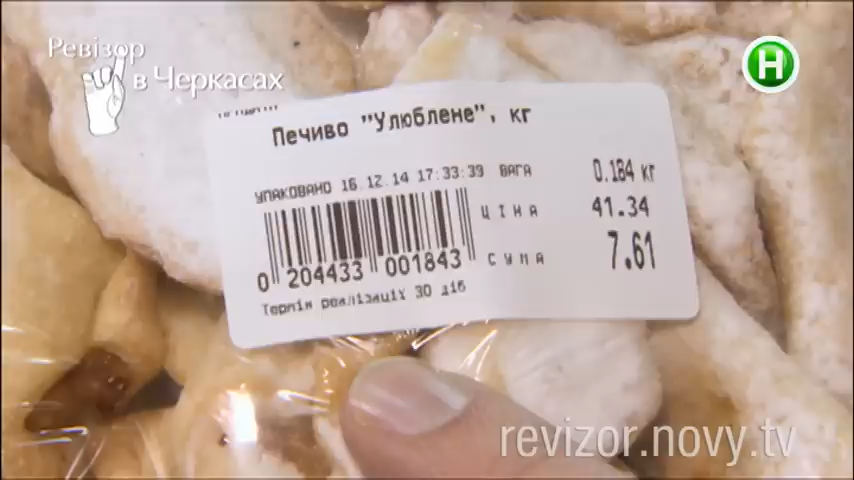 Ревізор
в Черкасах
Н
Печиво "Улюблене", кг
УПАКОВАНО 16.12.14 17:33:39 ВАГА 0.184 кг
ЦІНА 41.34
СУМА 7.61
0 204433 001843
Термін реалізації 30 діб
revizor.novy.tv